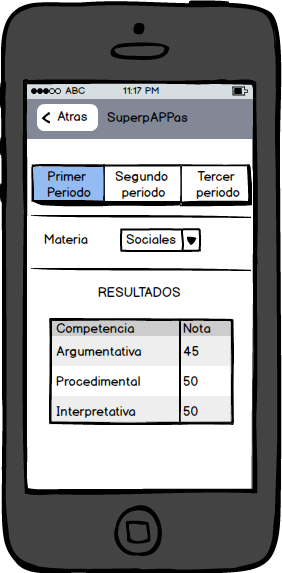 ABC 11:17 PM
Atras SuperpAPPas
Primer Periodo
Segundo periodo
Tercer periodo
Materia Sociales
RESULTADOS
Competencia Nota
Argumentativa 45
Procedimental 50
Interpretativa 50